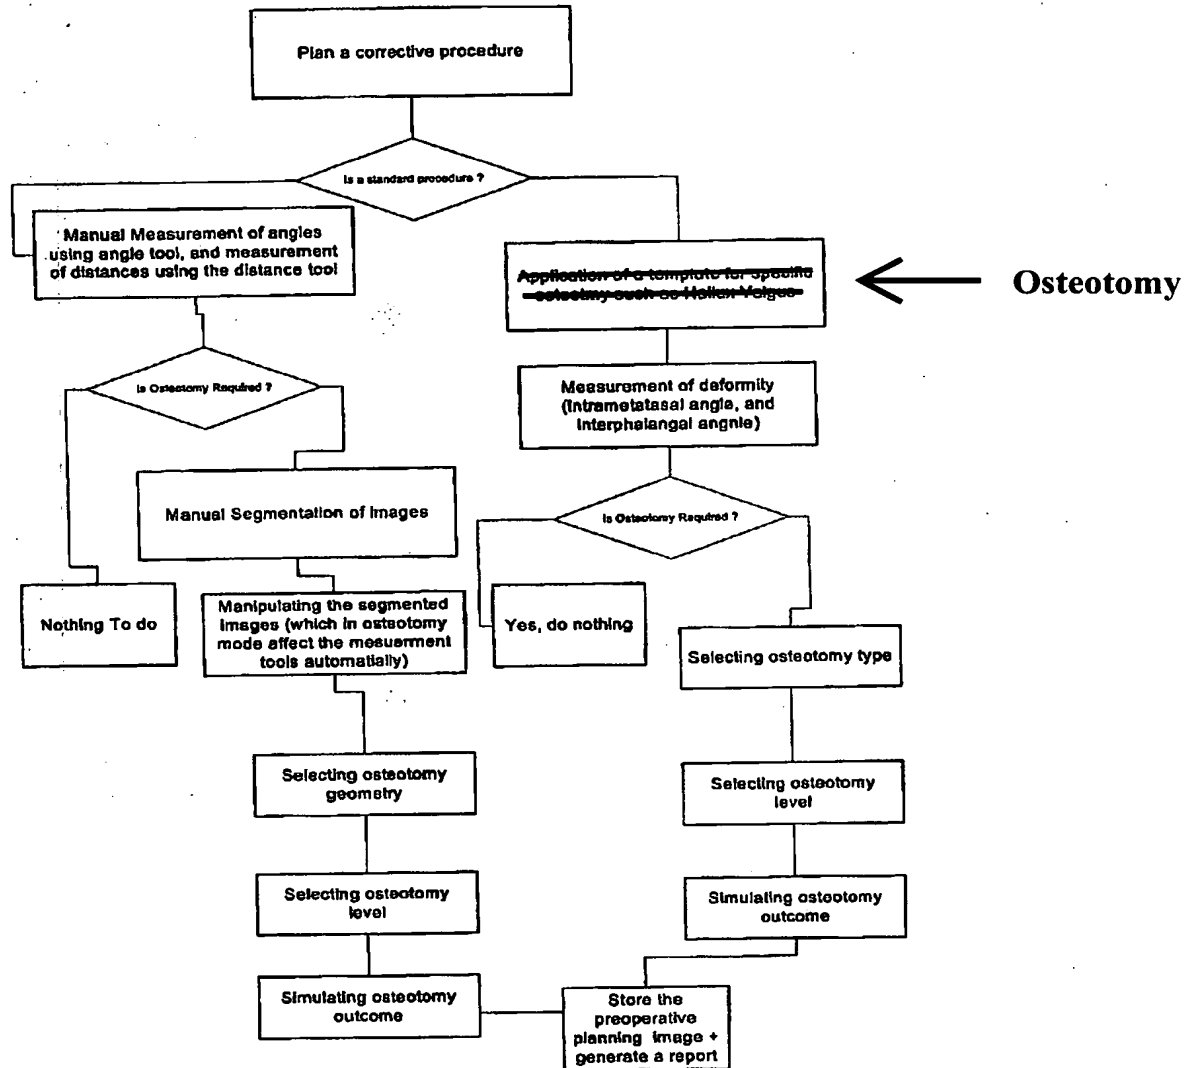 Plan a corrective procedure
Is a standard procedure ?
Manual Measurement of angles
using angle tool, and measurement
of distances using the distance tool
Application of a template for specific
osteotmy such as Hallux Valgus
Osteotomy
Is Osteotomy Required ?
Measurement of deformity
(Intrametatasal angle, and
Interphalangal angnle)
Manual Segmentation of Images
Is Osteotomy Required ?
Nothing To do
Manipulating the segmented
Images (which in osteotomy
mode affect the mesuerment
tools automatially)
Yes, do nothing
Selecting osteotomy type
Selecting osteotomy
geometry
Selecting osteotomy
level
Selecting osteotomy
level
Simulating osteotomy
outcome
Simulating osteotomy
outcome
Store the
preoperative
planning image +
generate a report